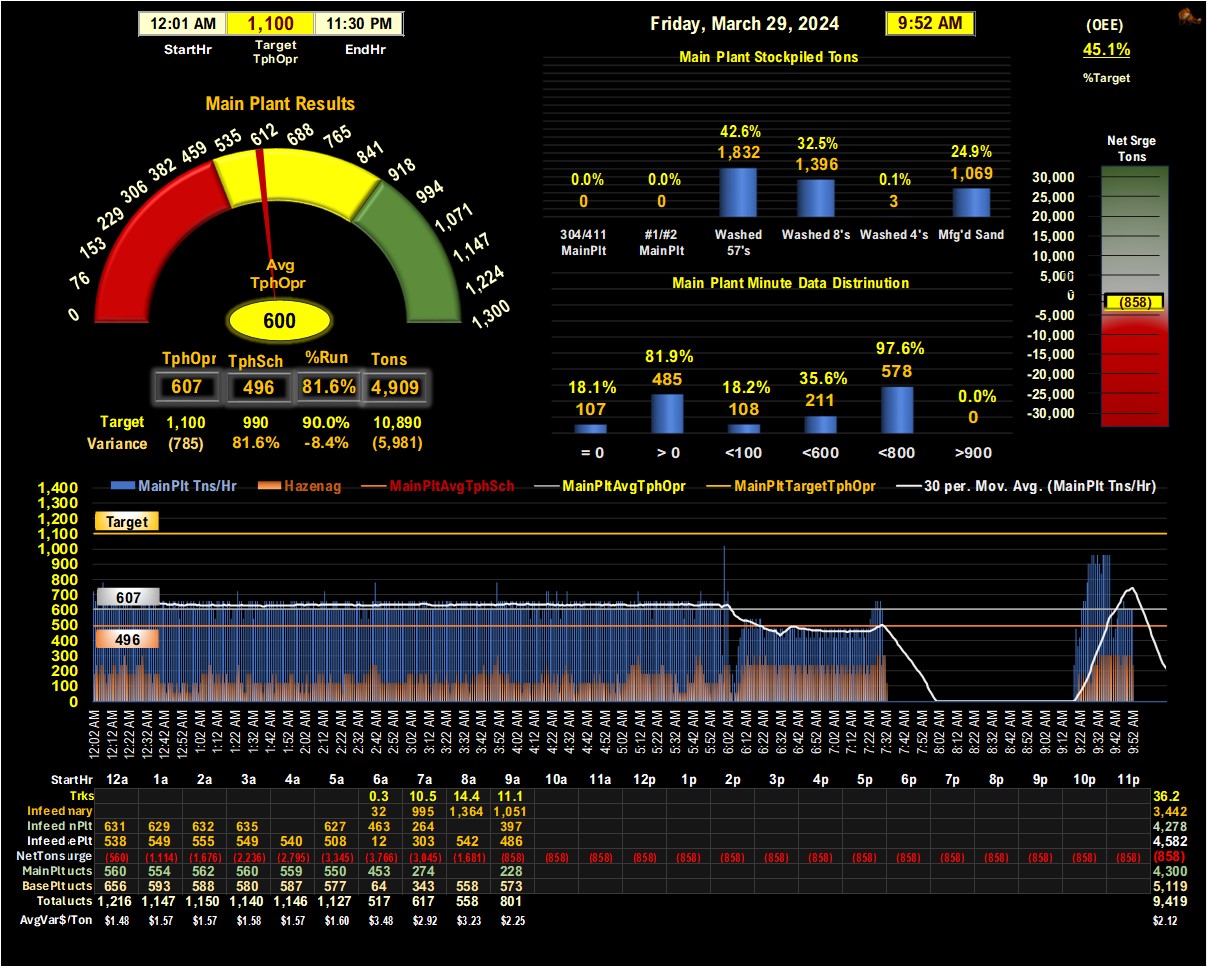 12:01 AM 1,100 11:30 PM
StartHr Target TphOpr EndHr
Friday, March 29, 2024 9:52 AM
(OEE)
45.1%
%Target
Main Plant Results
0 76 153 229 306 382 459 535 612 688 765 841 918 994 1,071 1,147 1,224 1,300
Avg
TphOpr
600
TphOpr TphSch %Run Tons
607 496 81.6% 4,909
Target 1,100 990 90.0% 10,890
Variance (785) 81.6% -8.4% (5,981)
Main Plant Stockpiled Tons
0.0% 0.0% 42.6% 32.5% 0.1% 24.9%
0 0 1,832 1,396 3 1,069
304/411 MainPlt #1/#2 MainPlt Washed 57's Washed 8's Washed 4's Mfg'd Sand
Main Plant Minute Data Distrinution
18.1% 81.9% 18.2% 35.6% 97.6% 0.0%
107 485 108 211 578 0
= 0 > 0 <100 <600 <800 >900
Net Srge
Tons
30,000
25,000
20,000
15,000
10,000
5,000
0
(858)
-5,000
-10,000
-15,000
-20,000
-25,000
-30,000
MainPlt Tns/Hr Hazenag MainPltAvgTphSch MainPltAvgTphOpr MainPltTargetTphOpr 30 per. Mov. Avg. (MainPlt Tns/Hr)
1,400
1,300
1,200
1,100
1,000
900
800
700
600
500
400
300
200
100
0
Target
607
496
12:02 AM 12:12 AM 12:22 AM 12:32 AM 12:42 AM 12:52 AM 1:02 AM 1:12 AM 1:22 AM 1:32 AM 1:42 AM 1:52 AM 2:02 AM 2:12 AM 2:22 AM 2:32 AM 2:42 AM 2:52 AM 3:02 AM 3:12 AM 3:22 AM 3:32 AM 3:42 AM 3:52 AM 4:02 AM 4:12 AM 4:22 AM 4:32 AM 4:42 AM 4:52 AM 5:02 AM 5:12 AM 5:22 AM 5:32 AM 5:42 AM 5:52 AM 6:02 AM 6:12 AM 6:22 AM 6:32 AM 6:42 AM 6:52 AM 7:02 AM 7:12 AM 7:22 AM 7:32 AM 7:42 AM 7:52 AM 8:02 AM 8:12 AM 8:22 AM 8:32 AM 8:42 AM 8:52 AM 9:02 AM 9:12 AM 9:22 AM 9:32 AM 9:42 AM 9:52 AM
StartHr 12a 1a 2a 3a 4a 5a 6a 7a 8a 9a 10a 11a 12p 1p 2p 3p 4p 5p 6p 7p 8p 9p 10p 11p
Trks 0.3 10.5 14.4 11.1 36.2
Infeed nary 32 995 1,364 1,051 3,442
Infeed nPlt 631 629 632 635 627 463 264 397 4,278
Infeed ePlt 538 549 555 549 540 508 12 303 542 486 4,582
NetTons urge (560) (1,114) (1,676) (2,236) (2,795) (3,345) (3,766) (3,045) (1,681) (858) (858) (858) (858) (858) (858) (858) (858) (858) (858) (858) (858) (858) (858) (858) (858)
MainPlt ucts 560 554 562 560 559 550 453 274 228 4,300
BasePlt ucts 656 593 588 580 587 577 64 343 558 573 5,119
Total ucts 1,216 1,147 1,150 1,140 1,146 1,127 517 617 558 801 9,419
AvgVar$/Ton $1.48 $1.57 $1.57 $1.58 $1.57 $1.60 $3.48 $2.92 $3.23 $2.25 $2.12